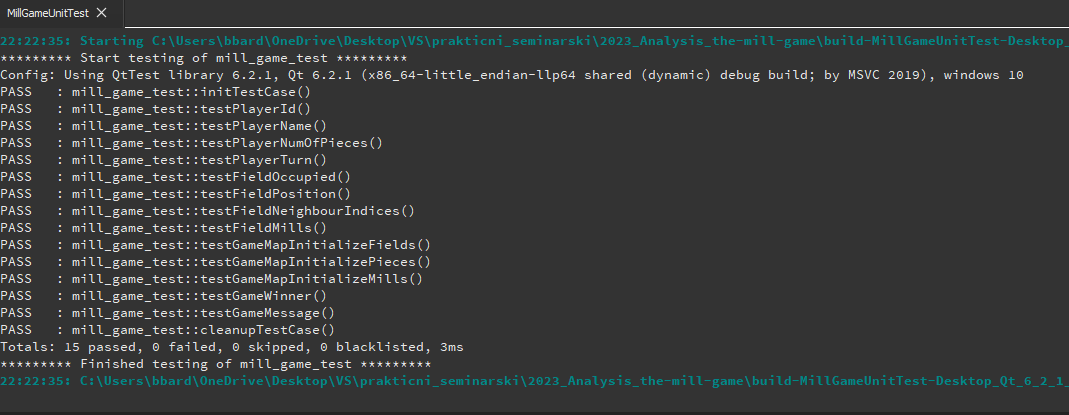 MillGameUnitTest
22:22:35: Starting C:\Users\bbard\OneDrive\Desktop\VS\prakticni_seminarski\2023_Analysis_the-mill-game\build-MillGameUnitTest-Desktop_
********* Start testing of mill_game_test *********
Config: Using QtTest library 6.2.1, Qt 6.2.1 (x86_64-little_endian-llp64 shared (dynamic) debug build; by MSVC 2019), windows 10
PASS   : mill_game_test::initTestCase()
PASS   : mill_game_test::testPlayerId()
PASS   : mill_game_test::testPlayerName()
PASS   : mill_game_test::testPlayerNumOfPieces()
PASS   : mill_game_test::testPlayerTurn()
PASS   : mill_game_test::testFieldOccupied()
PASS   : mill_game_test::testFieldPosition()
PASS   : mill_game_test::testFieldNeighbourIndices()
PASS   : mill_game_test::testFieldMills()
PASS   : mill_game_test::testGameMapInitializeFields()
PASS   : mill_game_test::testGameMapInitializePieces()
PASS   : mill_game_test::testGameMapInitializeMills()
PASS   : mill_game_test::testGameWinner()
PASS   : mill_game_test::testGameMessage()
PASS   : mill_game_test::cleanupTestCase()
Totals: 15 passed, 0 failed, 0 skipped, 0 blacklisted, 3ms
********* Finished testing of mill_game_test *********
22:22:35: C:\Users\bbard\OneDrive\Desktop\VS\prakticni_seminarski\2023_Analysis_the-mill-game\build-MillGameUnitTest-Desktop_Qt_6_2_1_